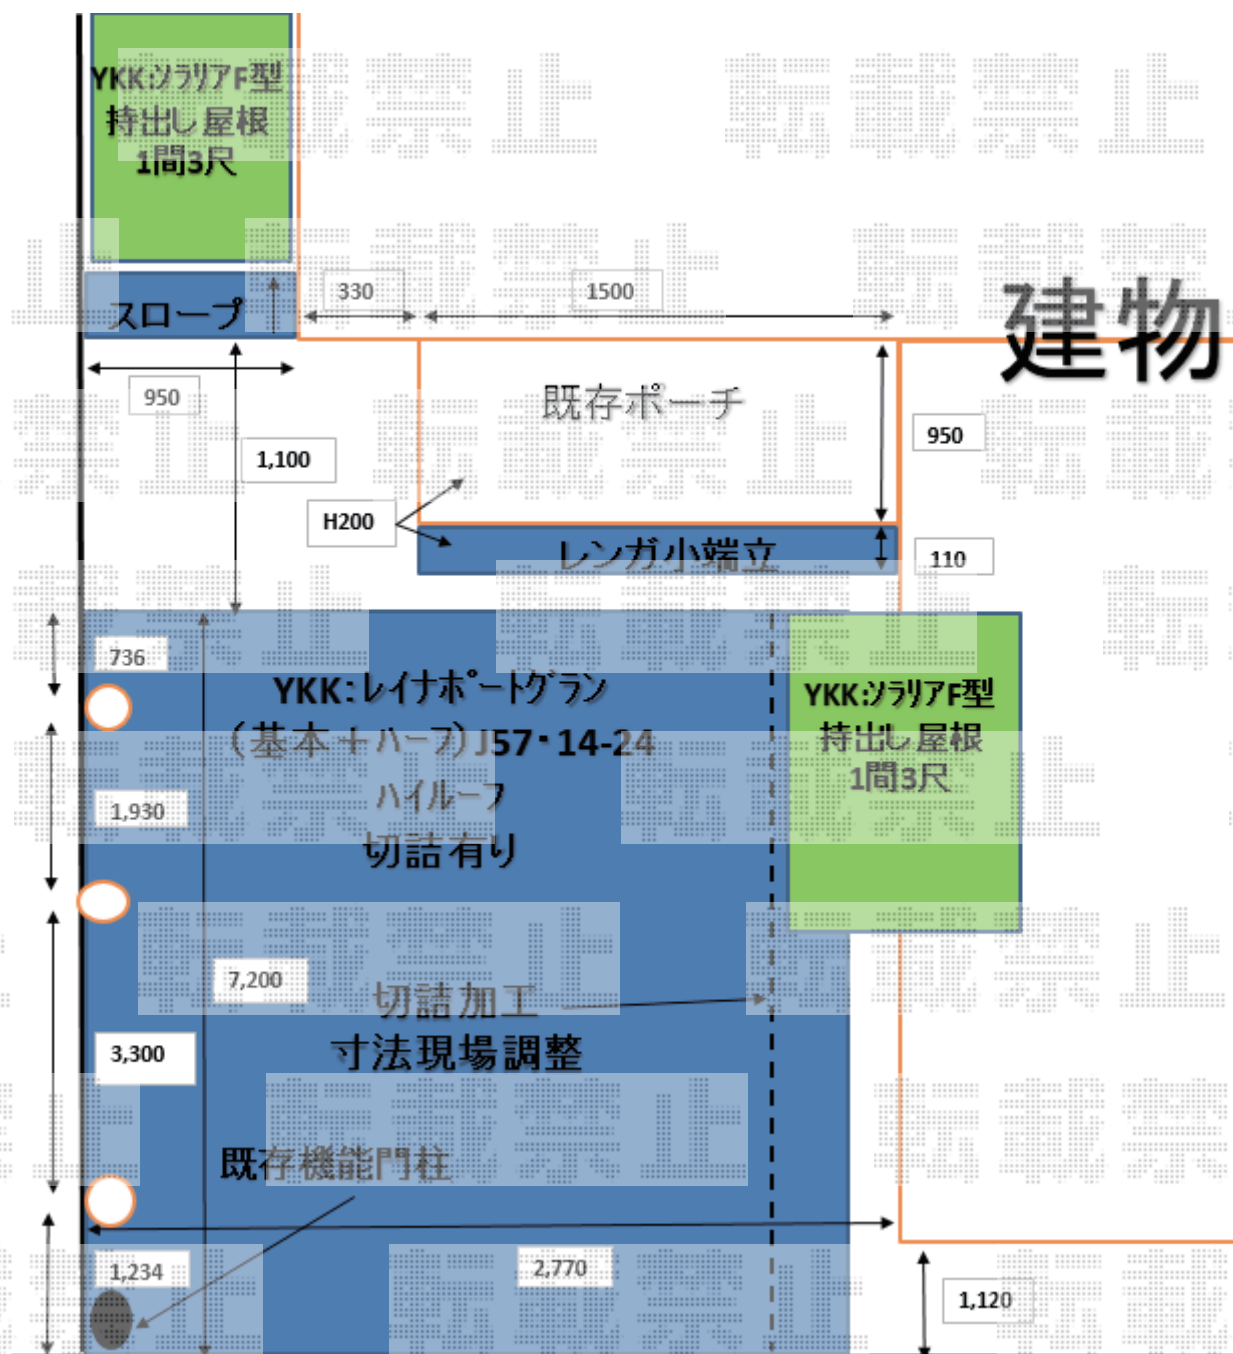 YKK:ソラリアF型
持出し屋根
1間3尺
スロープ
330
1500
建物
950
既存ポーチ
950
1,100
H200
レンガ小端立
110
736
YKK:レイナポートグラン
(基本+ハーフ)J57・14-24
ハイルーフ
切詰有り
YKK:ソラリアF型
持出し屋根
1間3尺
1,930
7,200
切詰加工
寸法現場調整
3,300
既存機能門柱
1,234
2,770
1,120
転載禁止